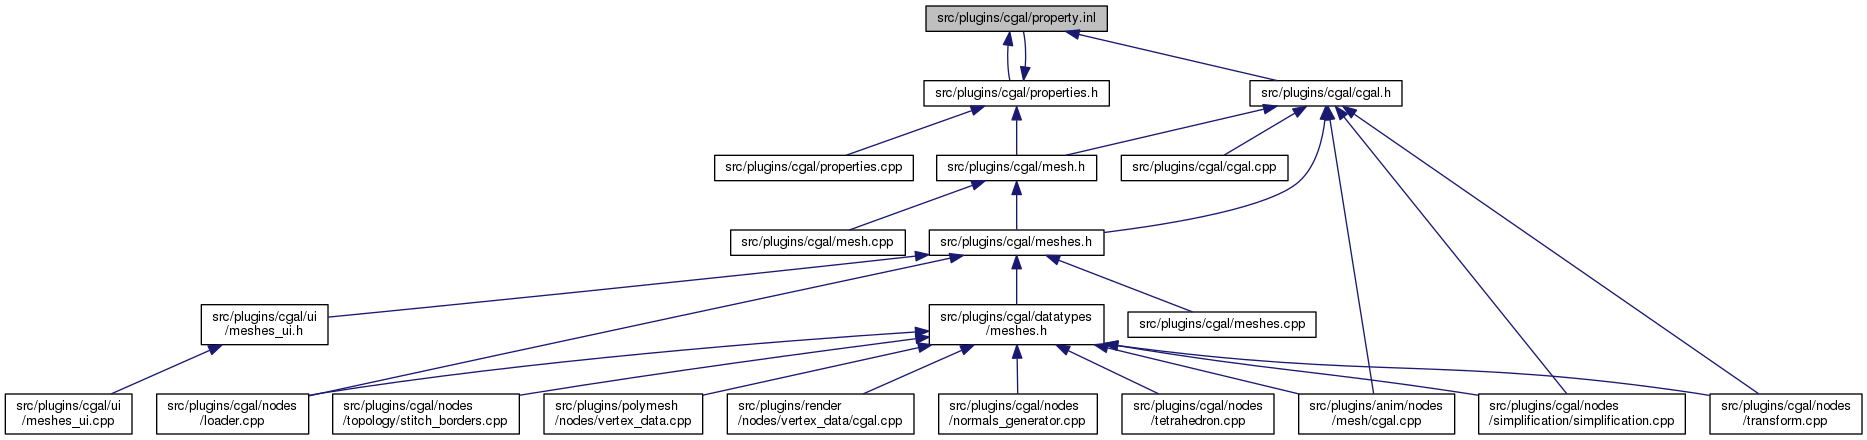 src/plugins/cgal/property.inl
src/plugins/cgal/properties.h
src/plugins/cgal/cgal.h
src/plugins/cgal/properties.cpp
src/plugins/cgal/mesh.h
src/plugins/cgal/cgal.cpp
src/plugins/cgal/mesh.cpp
src/plugins/cgal/meshes.h
src/plugins/cgal/ui
/meshes_ui.h
src/plugins/cgal/datatypes
/meshes.h
src/plugins/cgal/meshes.cpp
src/plugins/cgal/ui
/meshes_ui.cpp
src/plugins/cgal/nodes
/loader.cpp
src/plugins/cgal/nodes
/topology/stitch_borders.cpp
src/plugins/polymesh
/nodes/vertex_data.cpp
src/plugins/render
/nodes/vertex_data/cgal.cpp
src/plugins/cgal/nodes
/normals_generator.cpp
src/plugins/cgal/nodes
/tetrahedron.cpp
src/plugins/anim/nodes
/mesh/cgal.cpp
src/plugins/cgal/nodes
/simplification/simplification.cpp
src/plugins/cgal/nodes
/transform.cpp